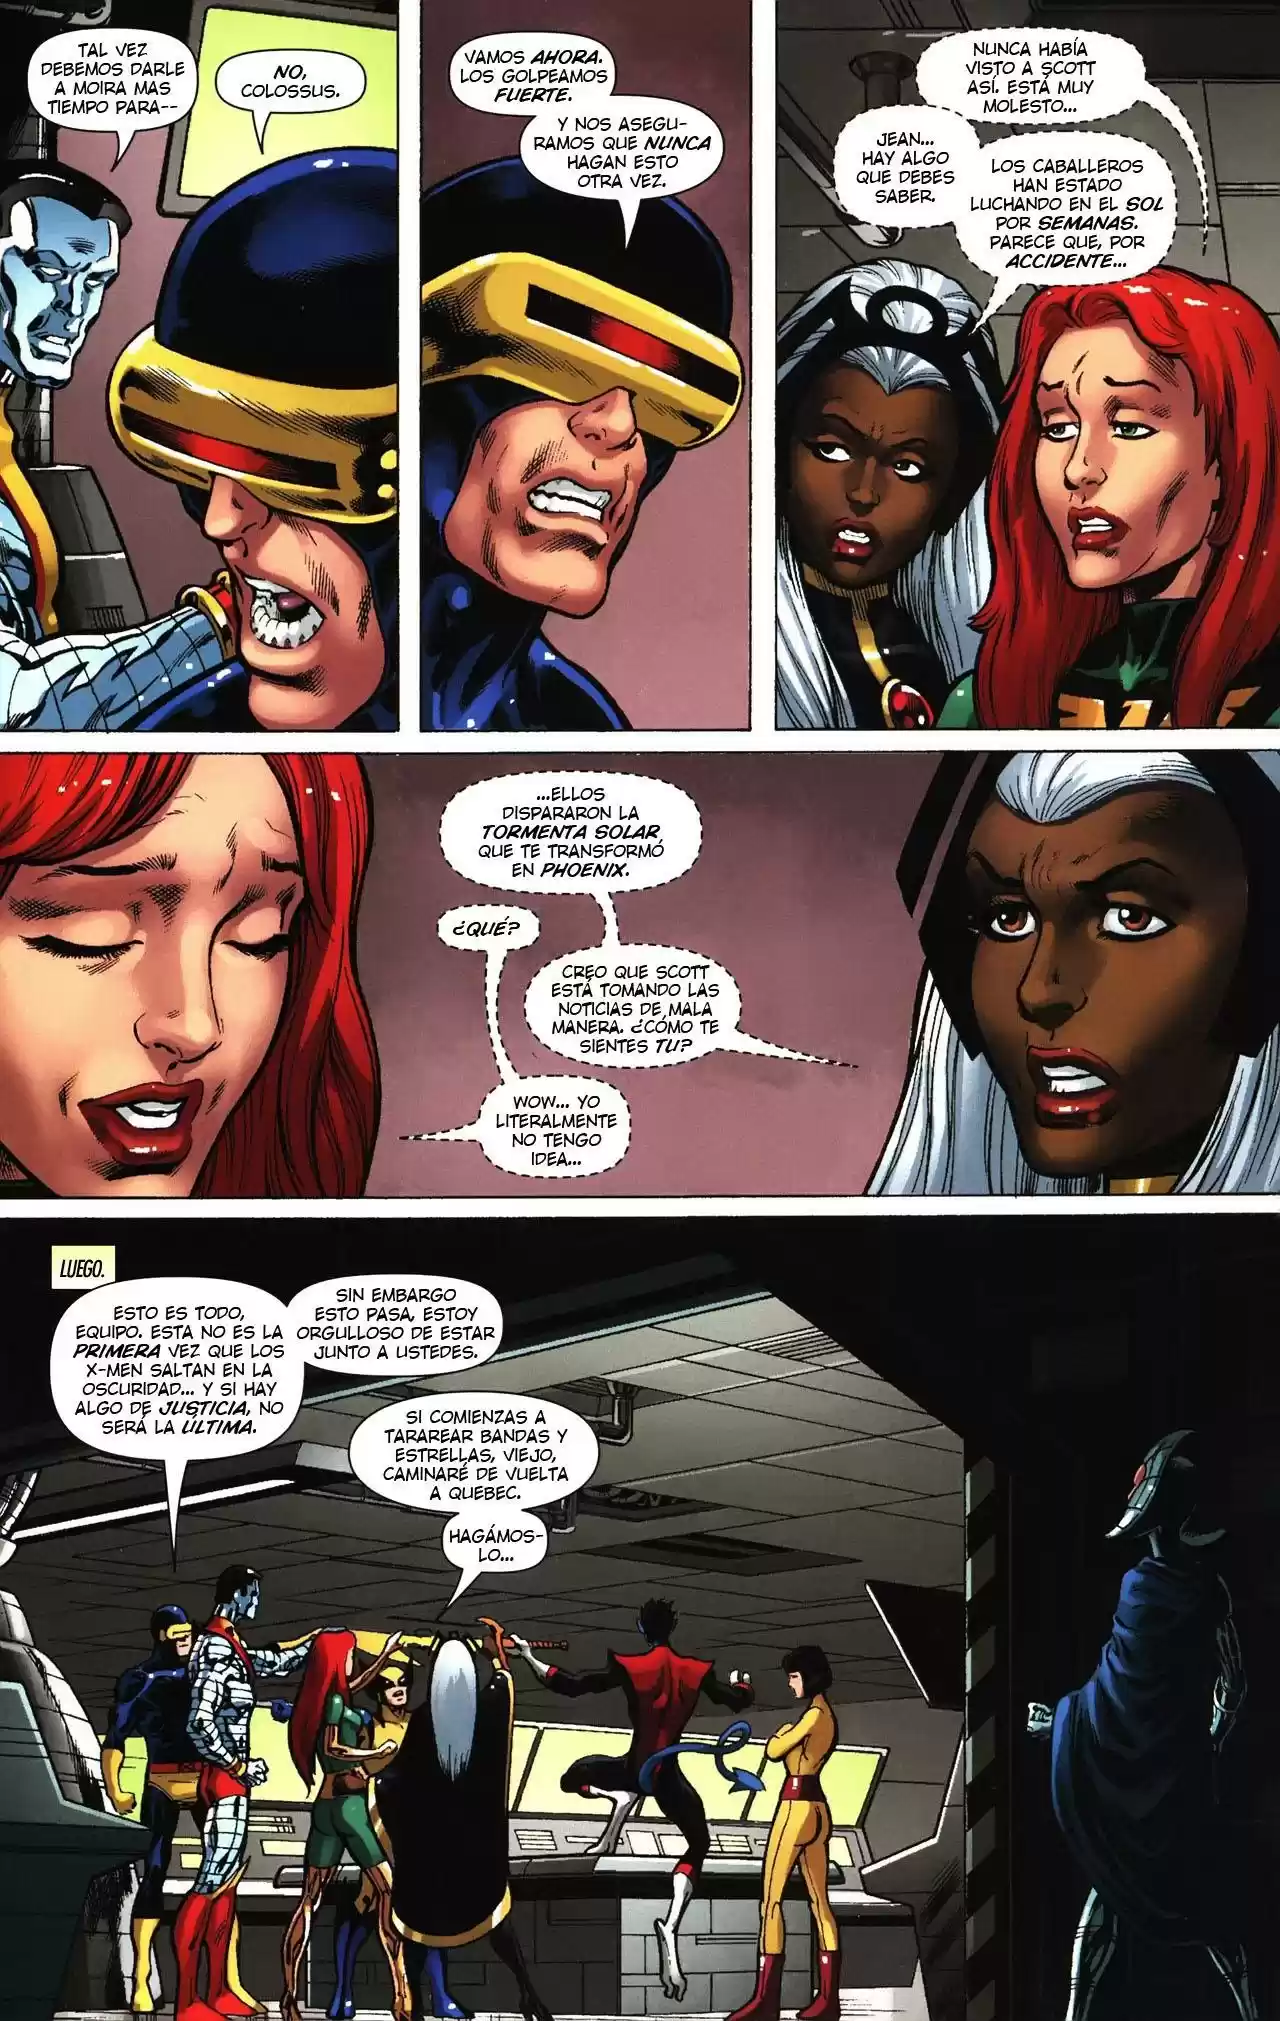 TAL VEZ
DEBEMOS DARLE
A MOIRA MAS
TIEMPO PARA--
NO,
COLOSSUS.
VAMOS AHORA.
LOS GOLPEAMOS
FUERTE.
Y NOS ASEGU-
RAMOS QUE NUNCA
HAGAN ESTO
OTRA VEZ.
NUNCA HABÍA
VISTO A SCOTT
ASÍ. ESTÁ MUY
MOLESTO...
JEAN...
HAY ALGO
QUE DEBES
SABER.
LOS CABALLEROS
HAN ESTADO
LUCHANDO EN EL SOL
POR SEMANAS.
PARECE QUE, POR
ACCIDENTE...
...ELLOS
DISPARARON LA
TORMENTA SOLAR
QUE TE TRANSFORMÓ
EN PHOENIX.
¿QUÉ?
CREO QUE SCOTT
ESTÁ TOMANDO LAS
NOTICIAS DE MALA
MANERA. ¿CÓMO TE
SIENTES TU?
WOW... YO
LITERALMENTE
NO TENGO
IDEA...
LUEGO.
ESTO ES TODO,
EQUIPO. ESTA NO ES LA
PRIMERA VEZ QUE LOS
X-MEN SALTAN EN LA
OSCURIDAD... Y SI HAY
ALGO DE JUSTICIA, NO
SERÁ LA ÚLTIMA.
SIN EMBARGO
ESTO PASA, ESTOY
ORGULLOSO DE ESTAR
JUNTO A USTEDES.
SI COMIENZAS A
TARAREAR BANDAS Y
ESTRELLAS, VIEJO,
CAMINARÉ DE VUELTA
A QUEBEC.
HAGÁMOS-
LO...